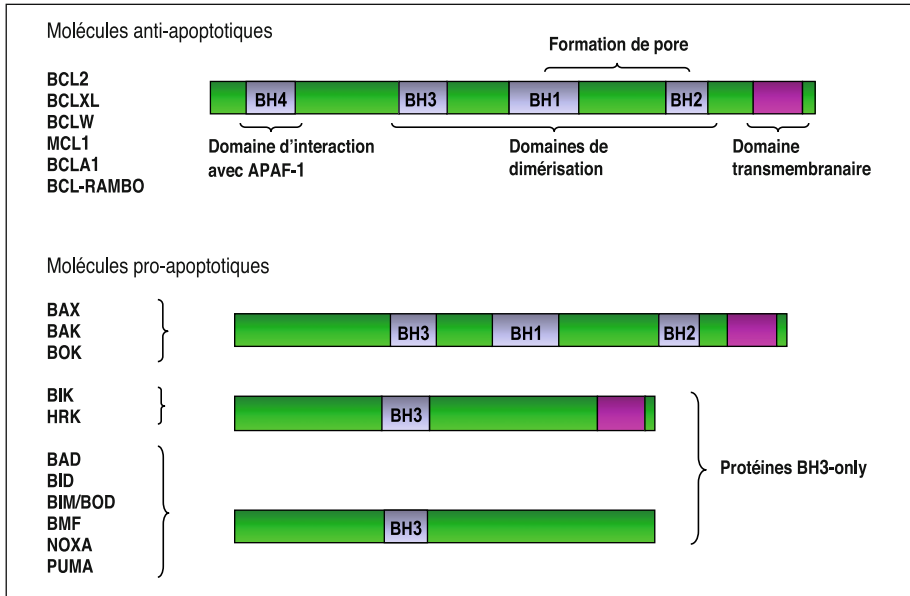 Molécules anti-apoptotiques
BCL2
BCLXL
BCLW
MCL1
BCLA1
BCL-RAMBO
Formation de pore
BH4 BH3 BH1 BH2
Domaine d'interaction
avec APAF-1
Domaines de
dimérisation
Domaine
transmembranaire
Molécules pro-apoptotiques
BAX
BAK
BOK
BH3 BH1 BH2
BIK
HRK
BH3
BAD
BID
BIM/BOD
BMF
NOXA
PUMA
BH3
Protéines BH3-only